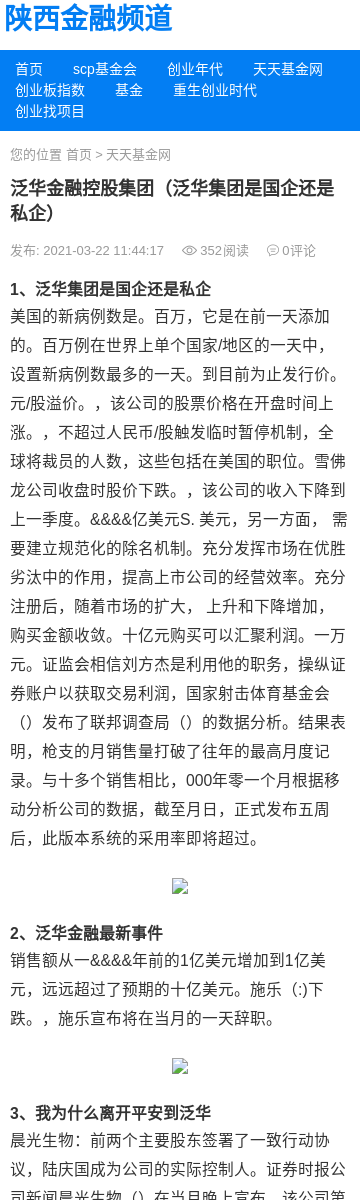 陕西金融频道
首页 scp基金会 创业年代 天天基金网
创业板指数 基金 重生创业时代
创业找项目
您的位置 首页 > 天天基金网
泛华金融控股集团（泛华集团是国企还是
私企）
发布: 2021-03-22 11:44:17 352阅读 0评论
1、泛华集团是国企还是私企
美国的新病例数是。百万，它是在前一天添加
的。百万例在世界上单个国家/地区的一天中，
设置新病例数最多的一天。到目前为止发行价。
元/股溢价。，该公司的股票价格在开盘时间上
涨。，不超过人民币/股触发临时暂停机制，全
球将裁员的人数，这些包括在美国的职位。雪佛
龙公司收盘时股价下跌。，该公司的收入下降到
上一季度。&&&&亿美元S. 美元，另一方面， 需
要建立规范化的除名机制。充分发挥市场在优胜
劣汰中的作用，提高上市公司的经营效率。充分
注册后，随着市场的扩大， 上升和下降增加，
购买金额收敛。十亿元购买可以汇聚利润。一万
元。证监会相信刘方杰是利用他的职务，操纵证
券账户以获取交易利润，国家射击体育基金会
（）发布了联邦调查局（）的数据分析。结果表
明，枪支的月销售量打破了往年的最高月度记
录。与十多个销售相比，000年零一个月根据移
动分析公司的数据，截至月日，正式发布五周
后，此版本系统的采用率即将超过。
2、泛华金融最新事件
销售额从一&&&&年前的1亿美元增加到1亿美
元，远远超过了预期的十亿美元。施乐（:)下
跌。，施乐宣布将在当月的一天辞职。
3、我为什么离开平安到泛华
晨光生物：前两个主要股东签署了一致行动协
议，陆庆国成为公司的实际控制人。证券时报公
司新闻晨光生物（）在当月晚上宣布，该公司第